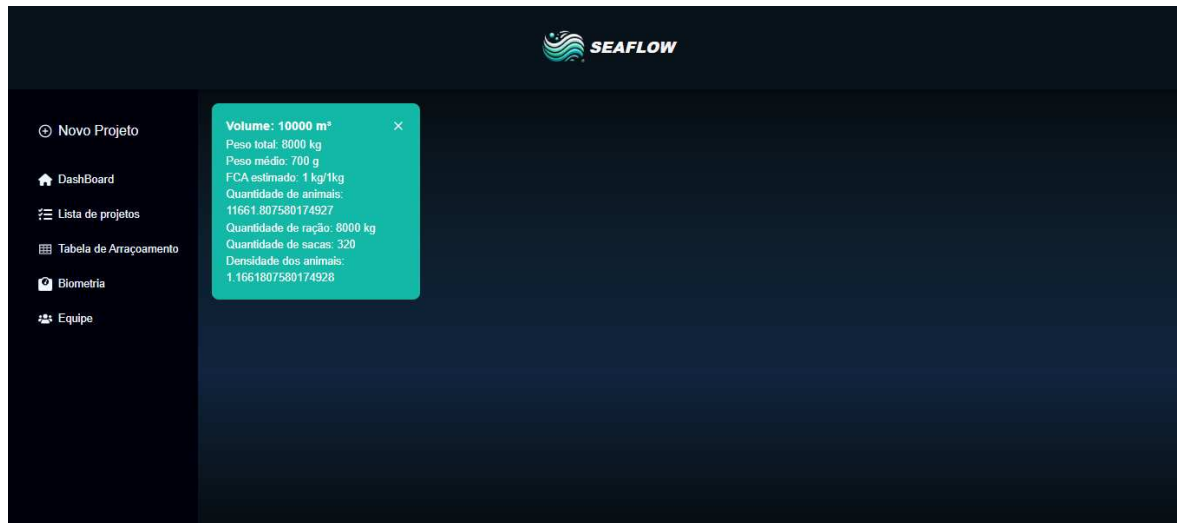 SEAFLOW
Novo Projeto
DashBoard
Lista de projetos
Tabela de Arraçoamento
Biometria
Equipe
Volume: 10000 m³
Peso total: 8000 kg
Peso médio: 700 g
FCA estimado: 1 kg/1kg
Quantidade de animais:
11661.807580174927
Quantidade de ração: 8000 kg
Quantidade de sacas: 320
Densidade dos animais:
1.1661807580174928